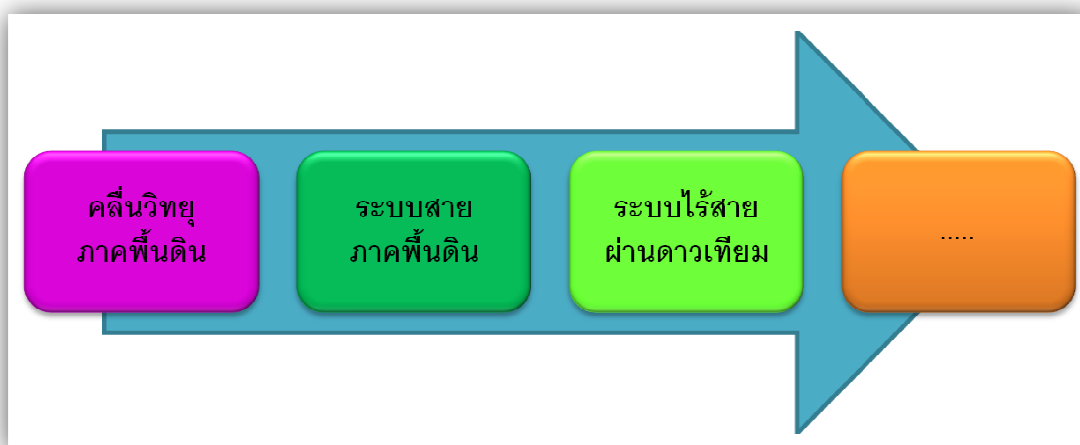 คลื่นวิทยุ
ภาคพื้นดิน
ระบบสาย
ภาคพื้นดิน
ระบบไร้สาย
ผ่านดาวเทียม
.....